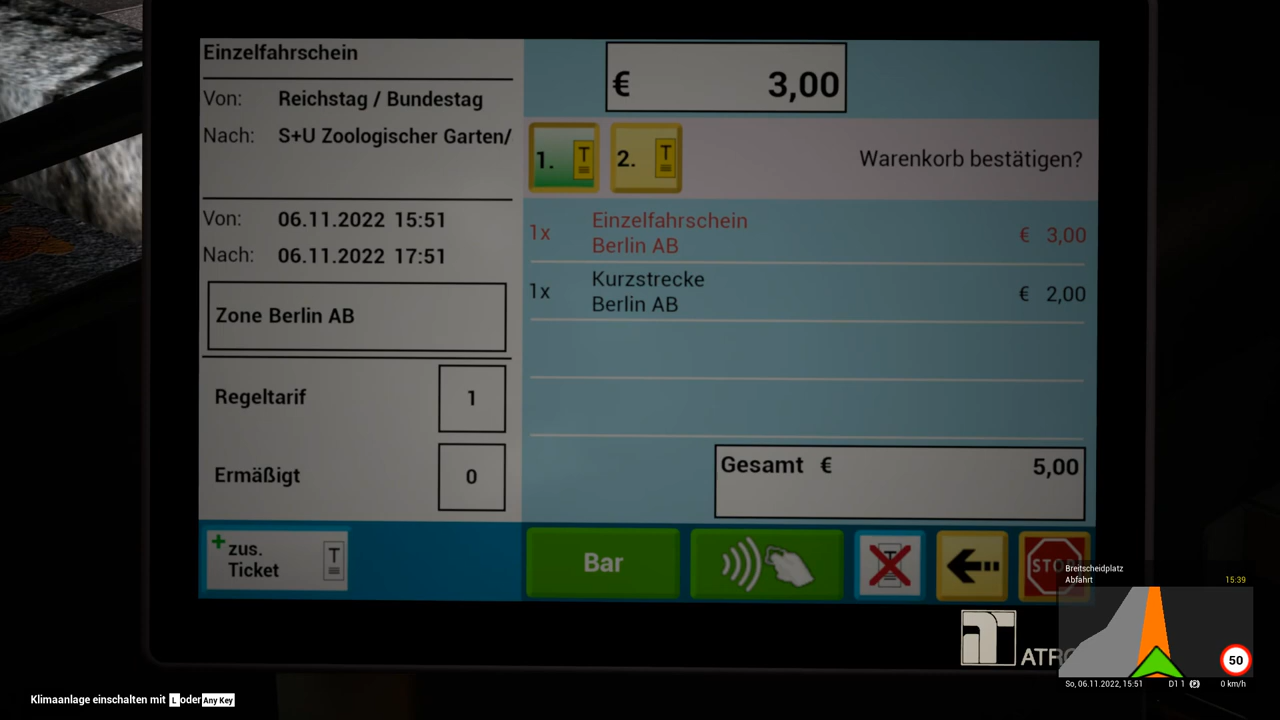 Einzelfahrschein
Von: Reichstag / Bundestag
Nach: S+U Zoologischer Garten/
Von: 06.11.2022 15:51
Nach: 06.11.2022 17:51
Zone Berlin AB
Regeltarif 1
Ermäßigt 0
+ zus.
Ticket T
€ 3,00
1. T 2. T Warenkorb bestätigen?
1x Einzelfahrschein
Berlin AB € 3,00
1x Kurzstrecke
Berlin AB € 2,00
Gesamt € 5,00
Bar
STOP
ATR
Breitscheidplatz
Abfahrt 15:39
50
So, 06.11.2022, 15:51 D1 1 (P) 0 km/h
Klimaanlage einschalten mit L oder Any Key